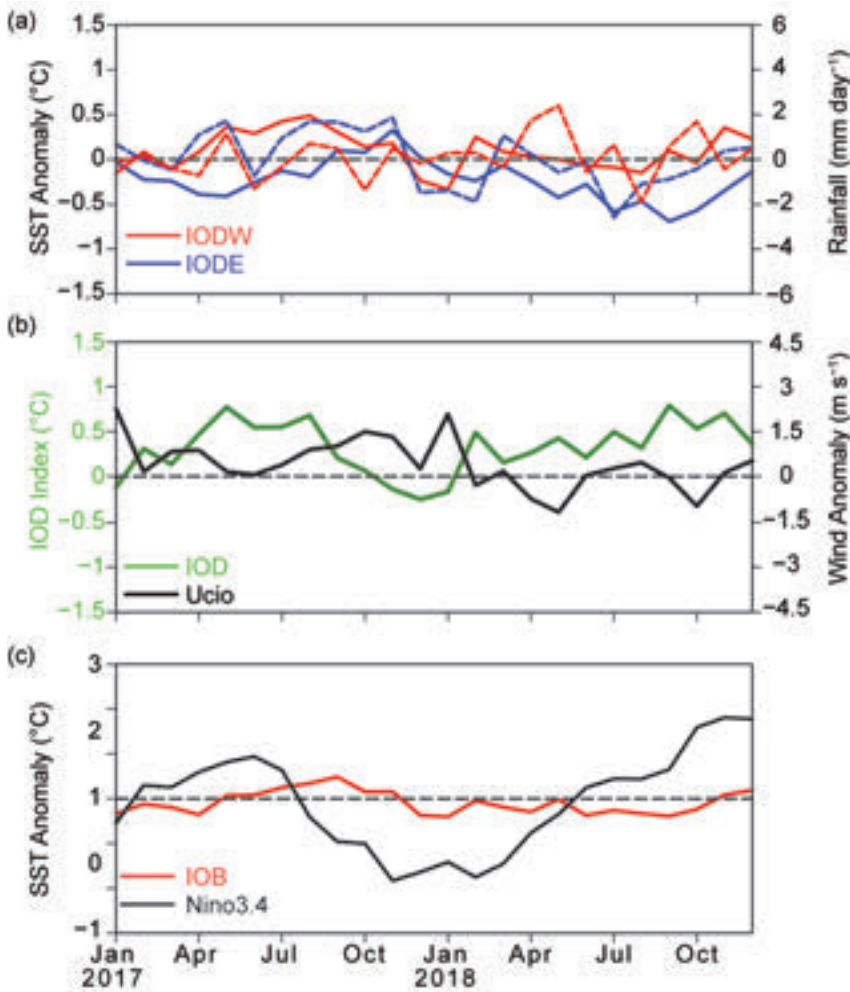 (a)
SST Anomaly (°C)
1.5
1
0.5
0
−0.5
−1
−1.5
IODW
IODE
6
4
2
0
−2
−4
−6
Rainfall (mm day⁻¹)
(b)
IOD Index (°C)
1.5
1
0.5
0
−0.5
−1
−1.5
IOD
Ucio
4.5
3
1.5
0
−1.5
−3
−4.5
Wind Anomaly (m s⁻¹)
(c)
SST Anomaly (°C)
3
2
1
0
−1
IOB
Nino3.4
Jan Apr Jul Oct Jan Apr Jul Oct
2017 2018